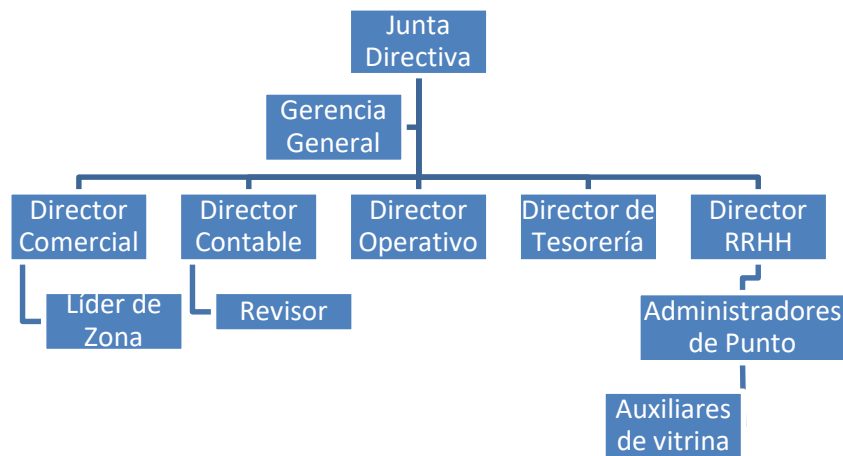 Junta
Directiva
Gerencia
General
Director
Comercial
Director
Contable
Director
Operativo
Director de
Tesorería
Director
RRHH
Líder de
Zona
Revisor
Administradores
de Punto
Auxiliares
de vitrina